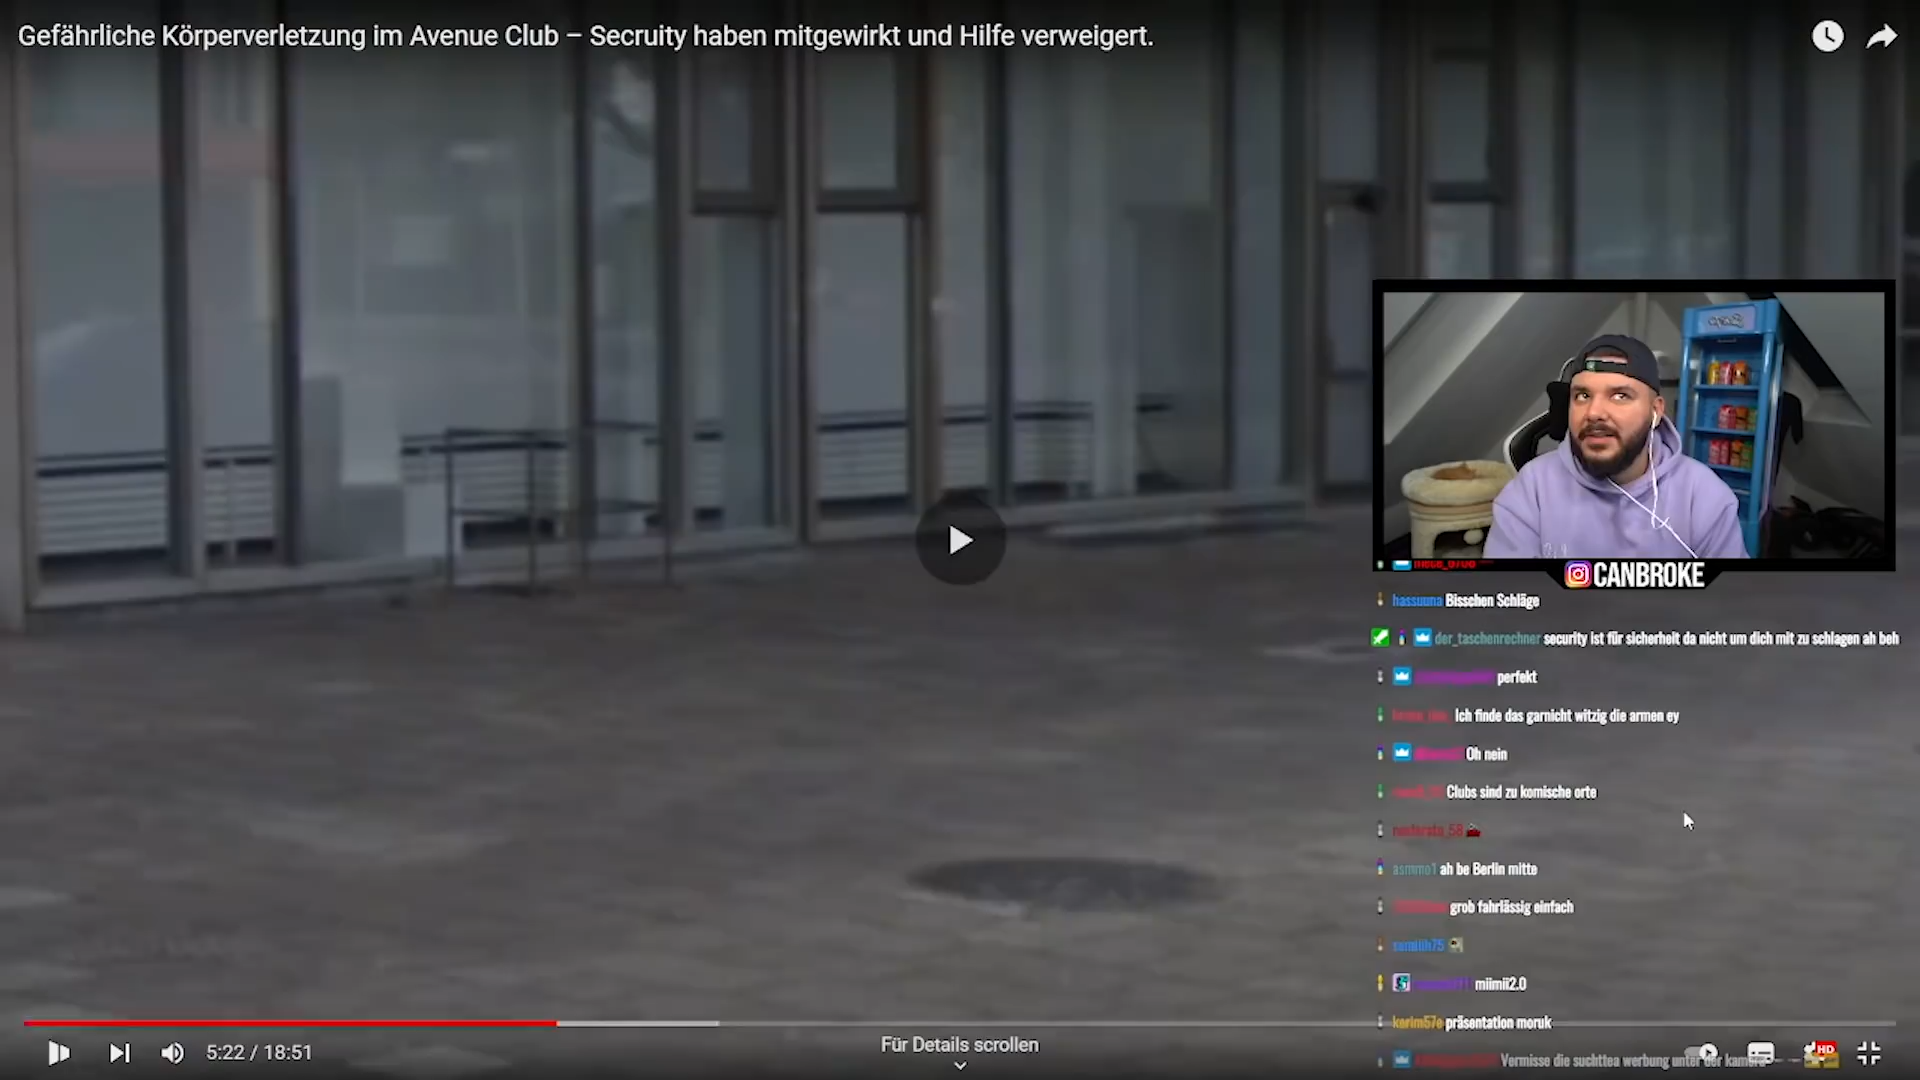 Gefährliche Körperverletzung im Avenue Club – Secruity haben mitgewirkt und Hilfe verweigert.
CANBROKE
hassuuna Bisschen Schläge
der_taschenrechner security ist für sicherheit da nicht um dich mit zu schlagen ah beh
perfekt
Ich finde das garnicht witzig die armen ey
Oh nein
Clubs sind zu komische orte
asmmo1 ah be Berlin mitte
grob fahrlässig einfach
miimii2.0
kerim57e präsentation moruk
Vermisse die suchttea werbung unter der kamera
5:22 / 18:51
Für Details scrollen
HD